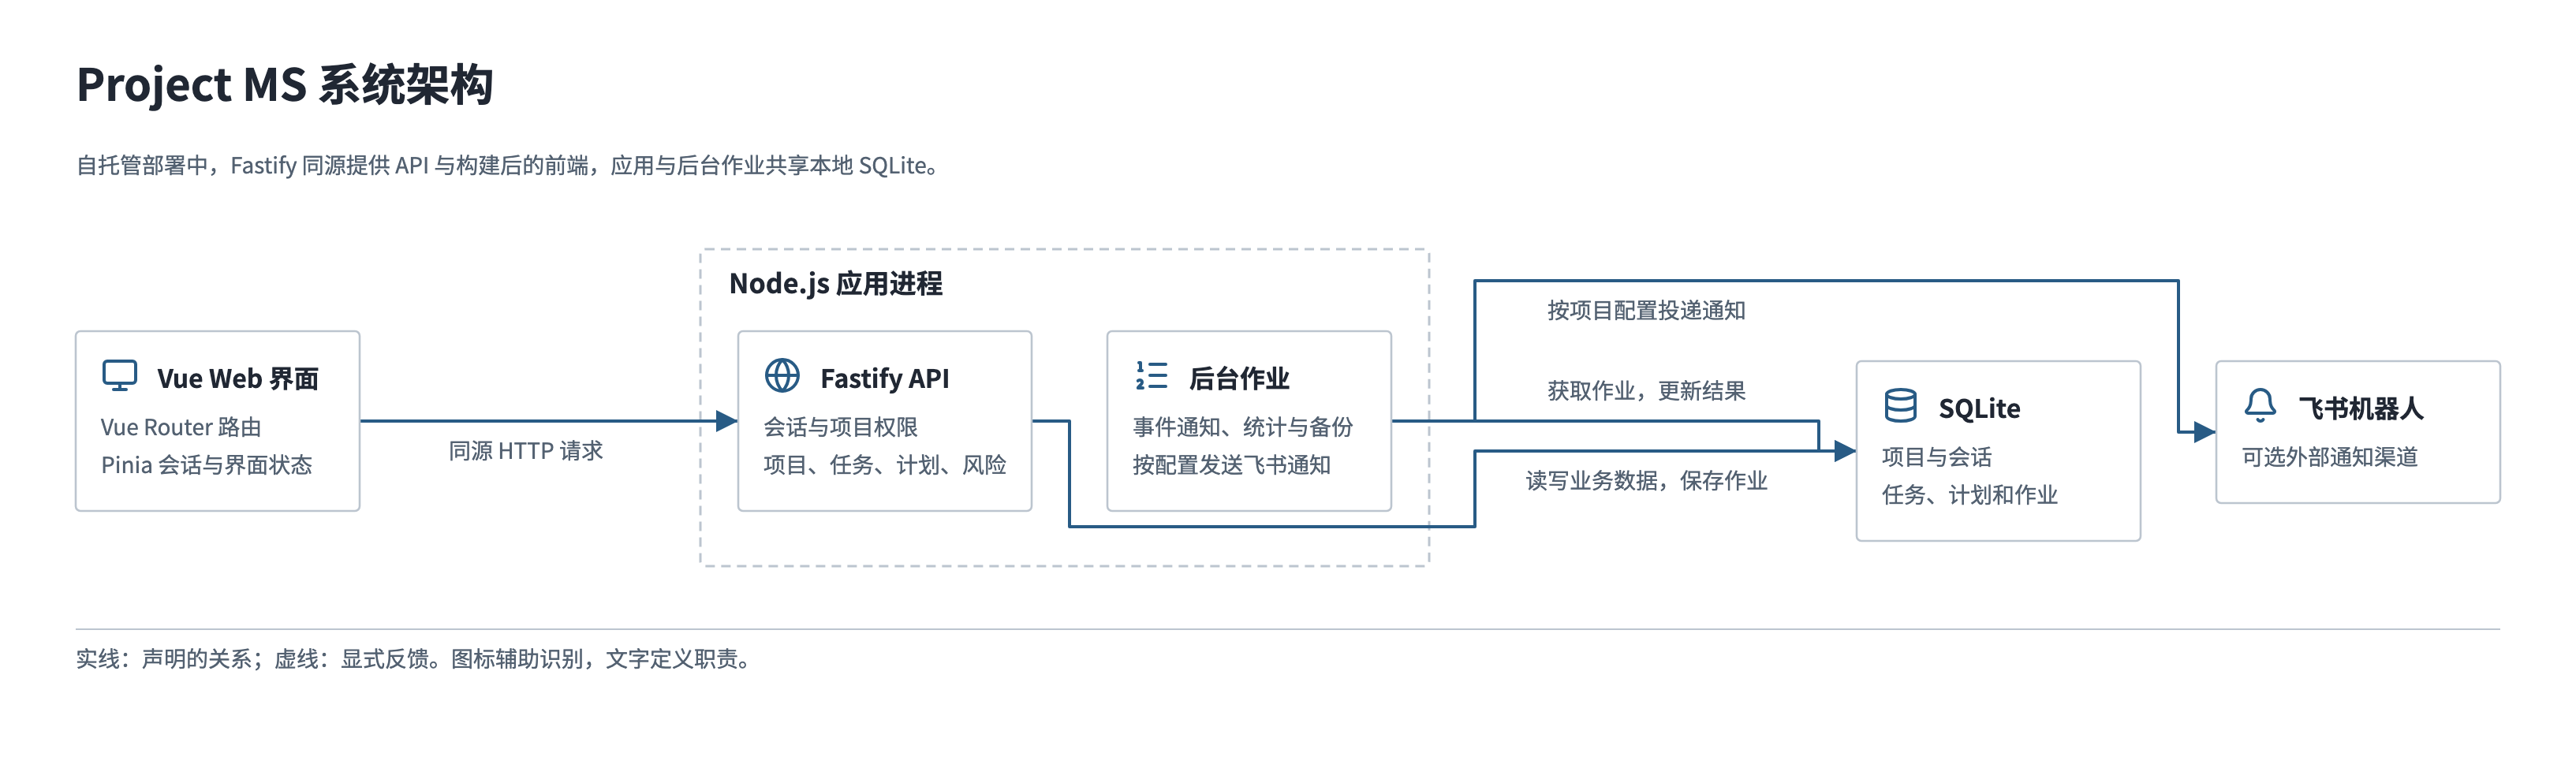 Project MS 系统架构
自托管部署中，Fastify 同源提供 API 与构建后的前端，应用与后台作业共享本地 SQLite。
Node.js 应用进程
Vue Web 界面
Vue Router 路由
Pinia 会话与界面状态
同源 HTTP 请求
Fastify API
会话与项目权限
项目、任务、计划、风险
后台作业
事件通知、统计与备份
按配置发送飞书通知
按项目配置投递通知
获取作业，更新结果
读写业务数据，保存作业
SQLite
项目与会话
任务、计划和作业
飞书机器人
可选外部通知渠道
实线：声明的关系；虚线：显式反馈。图标辅助识别，文字定义职责。